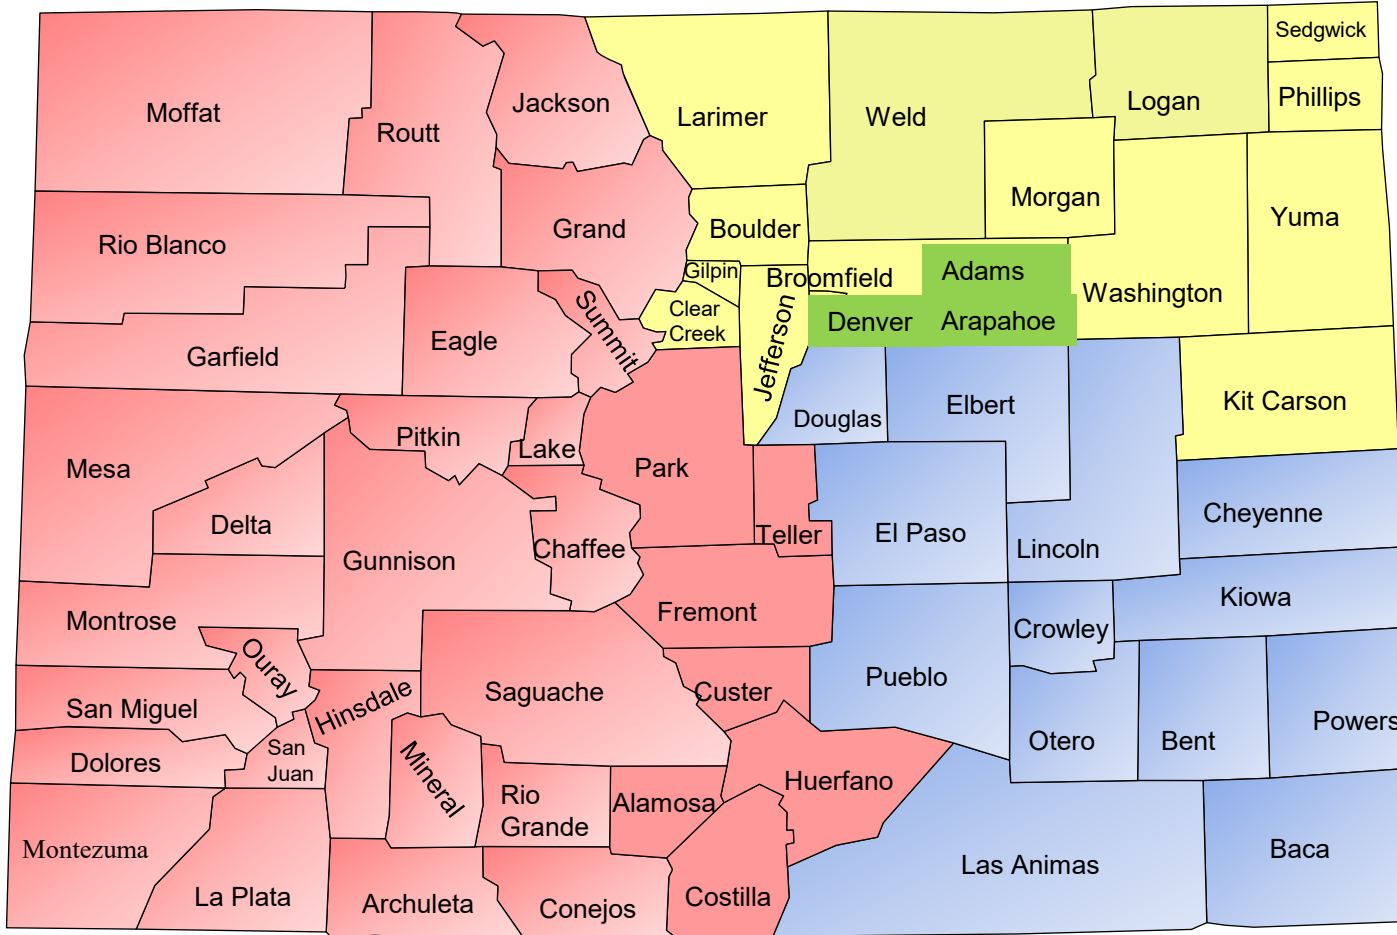 Sedgwick
Moffat
Jackson
Logan
Phillips
Larimer
Weld
Routt
Morgan
Yuma
Rio Blanco
Grand
Boulder
Gilpin
Broomfield
Adams
Washington
Clear
Creek
Summit
Jefferson
Denver
Arapahoe
Garfield
Eagle
Kit Carson
Douglas
Elbert
Pitkin
Lake
Mesa
Park
Delta
Cheyenne
Teller
El Paso
Lincoln
Gunnison
Chaffee
Kiowa
Montrose
Fremont
Crowley
Ouray
Hinsdale
Saguache
Custer
Pueblo
San Miguel
Powers
Otero
Bent
San
Juan
Dolores
Mineral
Rio
Grande
Alamosa
Huerfano
Montezuma
Las Animas
Baca
La Plata
Archuleta
Conejos
Costilla